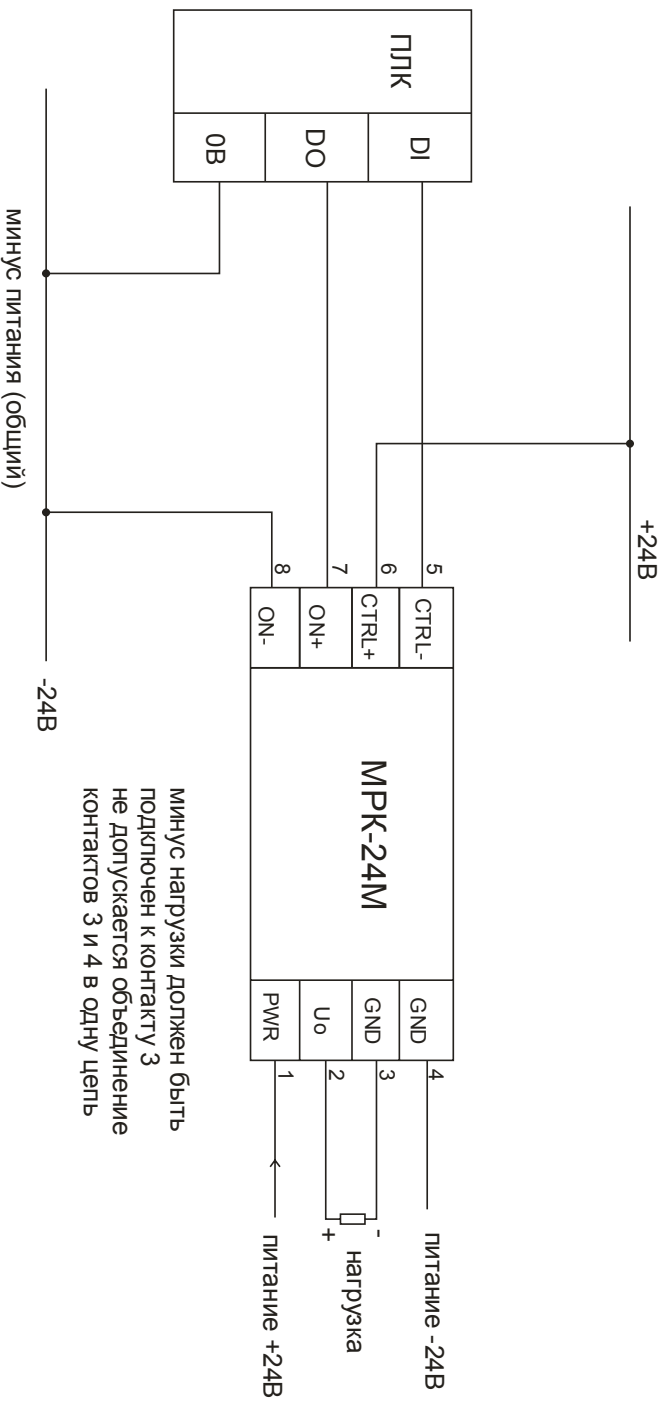 +24В
ПЛК
DI
DO
0В
5
6
7
8
CTRL-
CTRL+
ON+
ON-
МРК-24М
GND
GND
Uo
PWR
4
3
2
1
питание -24В
-
+
нагрузка
питание +24В
минус питания (общий)
-24В
минус нагрузки должен быть
подключен к контакту 3
не допускается объединение
контактов 3 и 4 в одну цепь